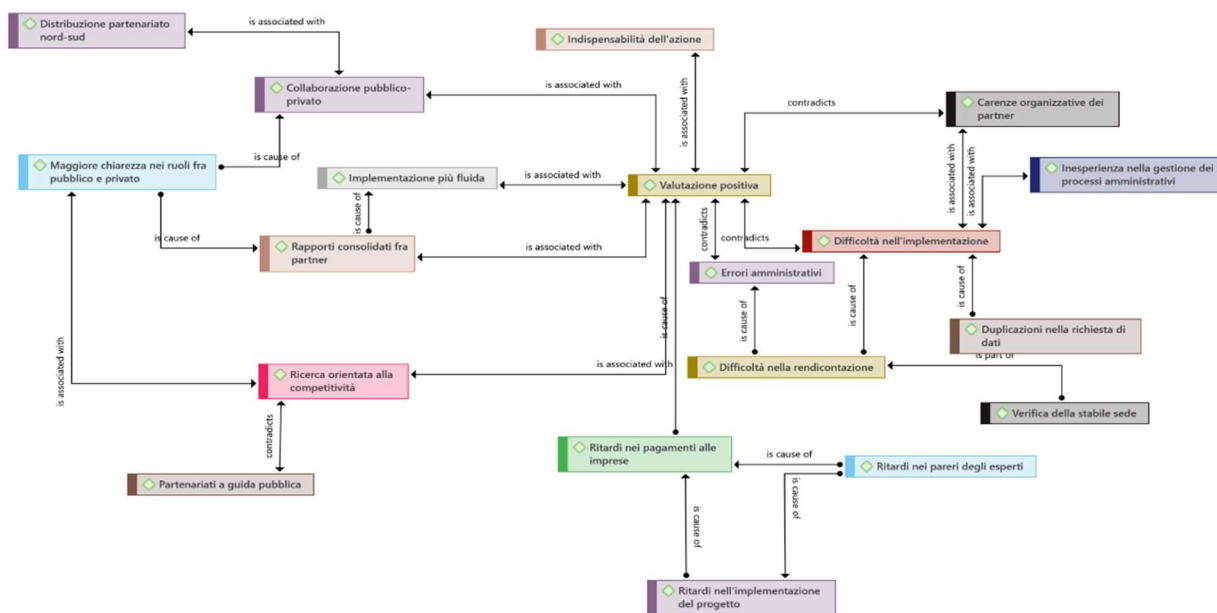 Distribuzione partenariato
nord-sud
is associated with
Indispensabilità dell'azione
Collaborazione pubblico-
privato
is associated with
is associated with
contradicts
Carenze organizzative dei
partner
Maggiore chiarezza nei ruoli fra
pubblico e privato
is cause of
Implementazione più fluida
is associated with
Valutazione positiva
is associated with
is associated with
Inesperienza nella gestione dei
processi amministrativi
is cause of
is cause of
Rapporti consolidati fra
partner
is associated with
contradicts
contradicts
Difficoltà nell'implementazione
Errori amministrativi
is cause of
is cause of
is cause of
is cause of
Duplicazioni nella richiesta di
dati
is part of
is associated with
Ricerca orientata alla
competitività
is associated with
Difficoltà nella rendicontazione
Verifica della stabile sede
contradicts
Partenariati a guida pubblica
Ritardi nei pagamenti alle
imprese
is cause of
Ritardi nei pareri degli esperti
is cause of
is cause of
Ritardi nell'implementazione
del progetto